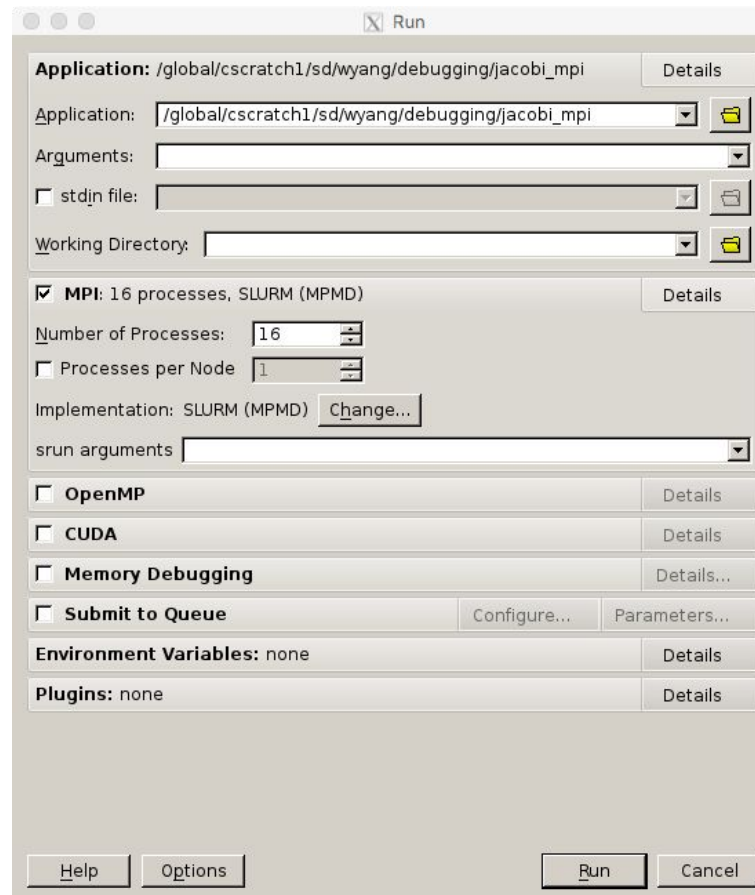 Run
Application: /global/cscratch1/sd/wyang/debugging/jacobi_mpi Details
Application: /global/cscratch1/sd/wyang/debugging/jacobi_mpi
Arguments:
stdin file:
Working Directory:
MPI: 16 processes, SLURM (MPMD) Details
Number of Processes: 16
Processes per Node 1
Implementation: SLURM (MPMD) Change...
srun arguments
OpenMP Details
CUDA Details
Memory Debugging Details...
Submit to Queue Configure... Parameters...
Environment Variables: none Details
Plugins: none Details
Help Options Run Cancel